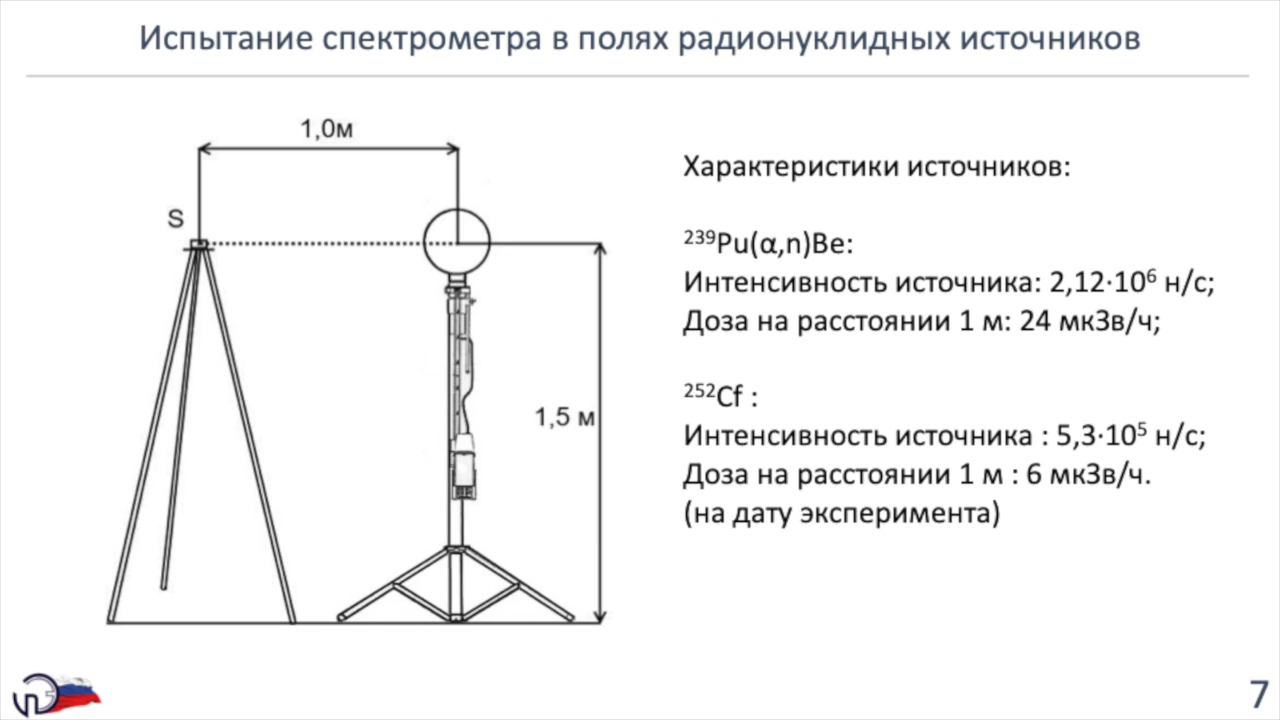 Испытание спектрометра в полях радионуклидных источников
1,0м
S
1,5 м
Характеристики источников:
²³⁹Pu(α,n)Be:
Интенсивность источника: 2,12·10⁶ н/с;
Доза на расстоянии 1 м: 24 мкЗв/ч;
²⁵²Cf :
Интенсивность источника : 5,3·10⁵ н/с;
Доза на расстоянии 1 м : 6 мкЗв/ч.
(на дату эксперимента)
7